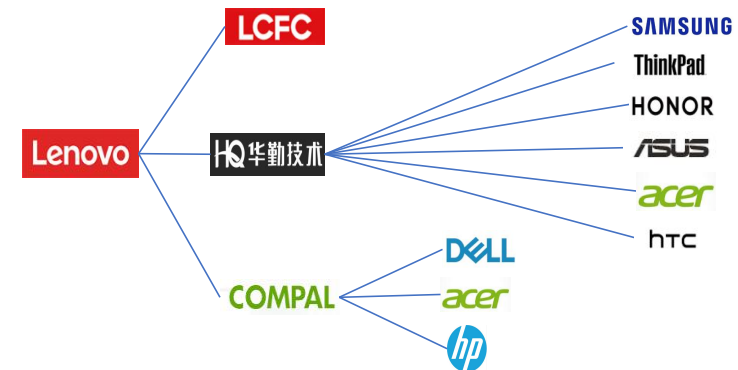 LCFC
SAMSUNG
ThinkPad
HONOR
Lenovo
HQ华勤技术
ASUS
acer
htc
DELL
COMPAL
acer
hp